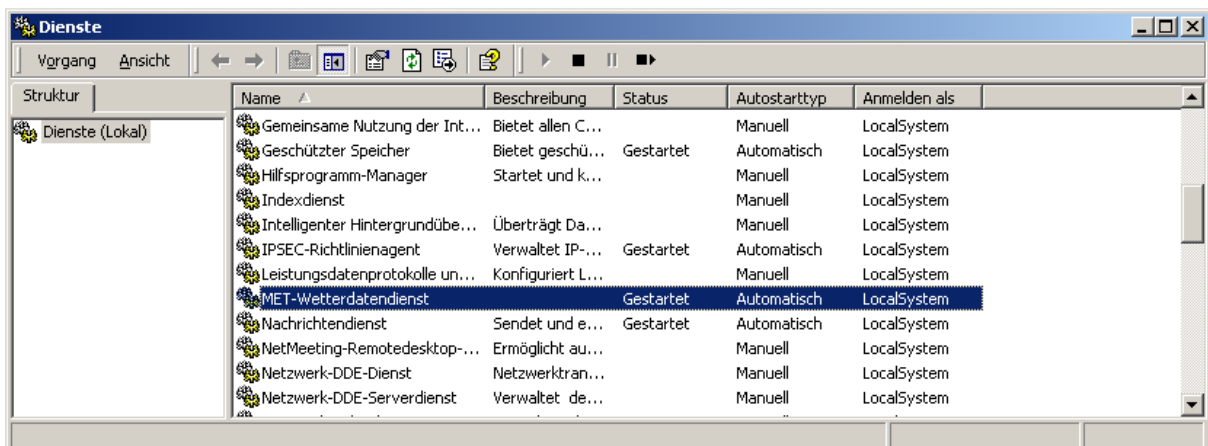 Dienste
Vorgang Ansicht
Struktur
Dienste (Lokal)
Name Beschreibung Status Autostarttyp Anmelden als
Gemeinsame Nutzung der Int... Bietet allen C... Manuell LocalSystem
Geschützter Speicher Bietet geschü... Gestartet Automatisch LocalSystem
Hilfsprogramm-Manager Startet und k... Manuell LocalSystem
Indexdienst Manuell LocalSystem
Intelligenter Hintergrundübe... Überträgt Da... Manuell LocalSystem
IPSEC-Richtlinienagent Verwaltet IP-... Gestartet Automatisch LocalSystem
Leistungsdatenprotokolle un... Konfiguriert L... Manuell LocalSystem
MET-Wetterdatendienst Gestartet Automatisch LocalSystem
Nachrichtendienst Sendet und e... Gestartet Automatisch LocalSystem
NetMeeting-Remotedesktop-... Ermöglicht au... Manuell LocalSystem
Netzwerk-DDE-Dienst Netzwerktran... Manuell LocalSystem
Netzwerk-DDE-Serverdienst Verwaltet de... Manuell LocalSystem